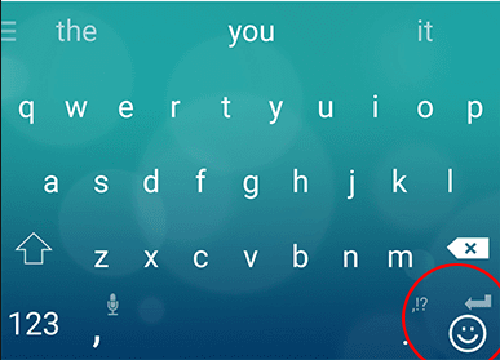 the you it
q w e r t y u i o p
a s d f g h j k l
z x c v b n m
,!?
123 , .